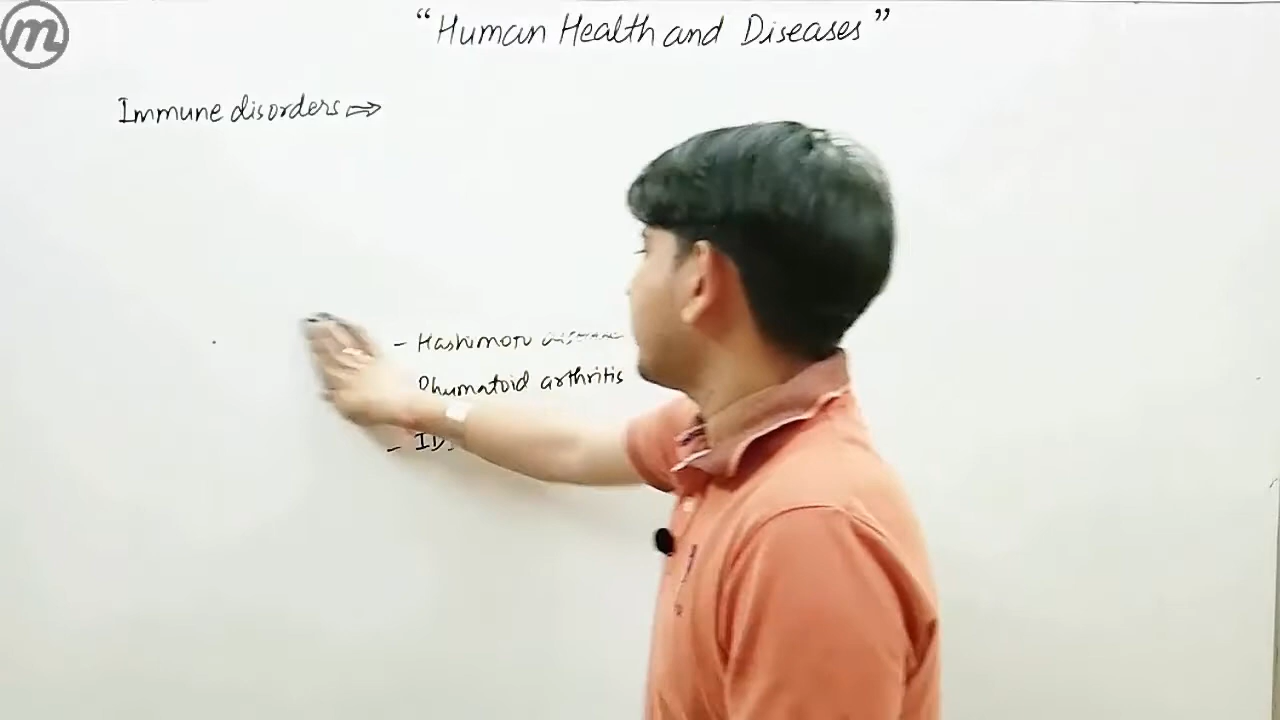 m
“Human Health and Diseases”
Immune disorders ⇒
- Hashimoto
Rhumatoid arthritis
-